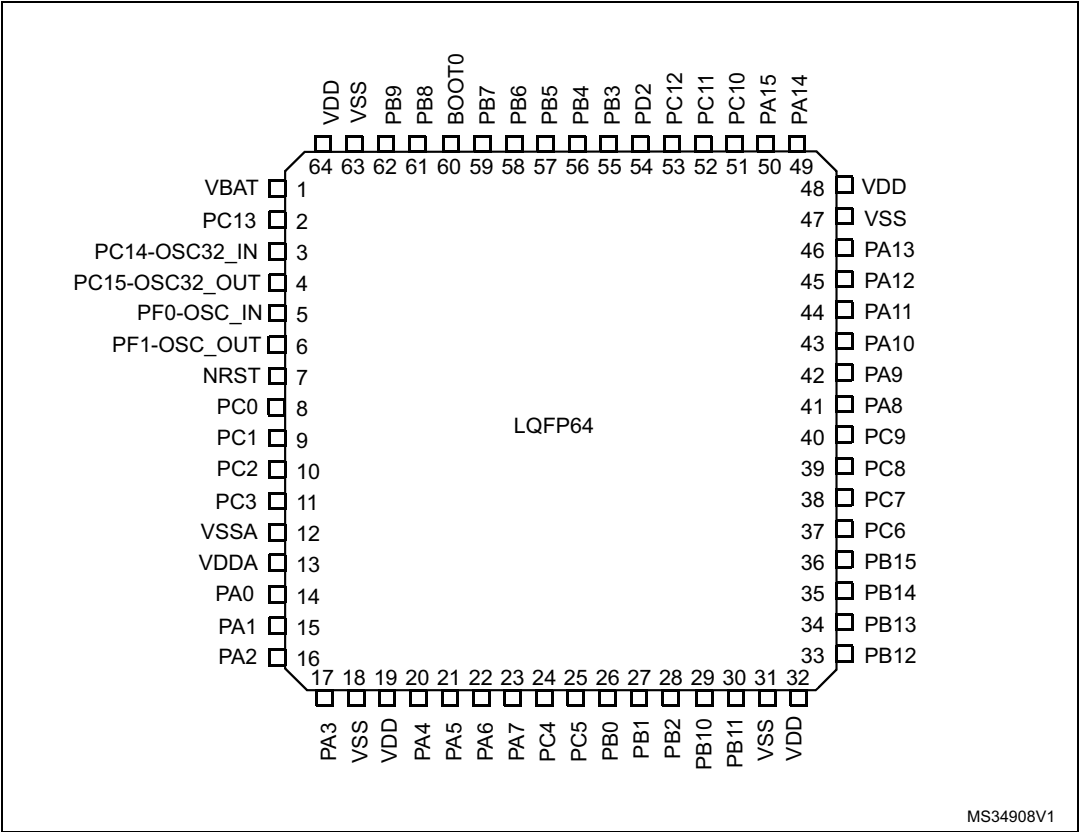 VDD VSS PB9 PB8 BOOT0 PB7 PB6 PB5 PB4 PB3 PD2 PC12 PC11 PC10 PA15 PA14
64 63 62 61 60 59 58 57 56 55 54 53 52 51 50 49
VBAT 1 48 VDD
PC13 2 47 VSS
PC14-OSC32_IN 3 46 PA13
PC15-OSC32_OUT 4 45 PA12
PF0-OSC_IN 5 44 PA11
PF1-OSC_OUT 6 43 PA10
NRST 7 42 PA9
PC0 8 41 PA8
LQFP64
PC1 9 40 PC9
PC2 10 39 PC8
PC3 11 38 PC7
VSSA 12 37 PC6
VDDA 13 36 PB15
PA0 14 35 PB14
PA1 15 34 PB13
PA2 16 33 PB12
17 18 19 20 21 22 23 24 25 26 27 28 29 30 31 32
PA3 VSS VDD PA4 PA5 PA6 PA7 PC4 PC5 PB0 PB1 PB2 PB10 PB11 VSS VDD
MS34908V1